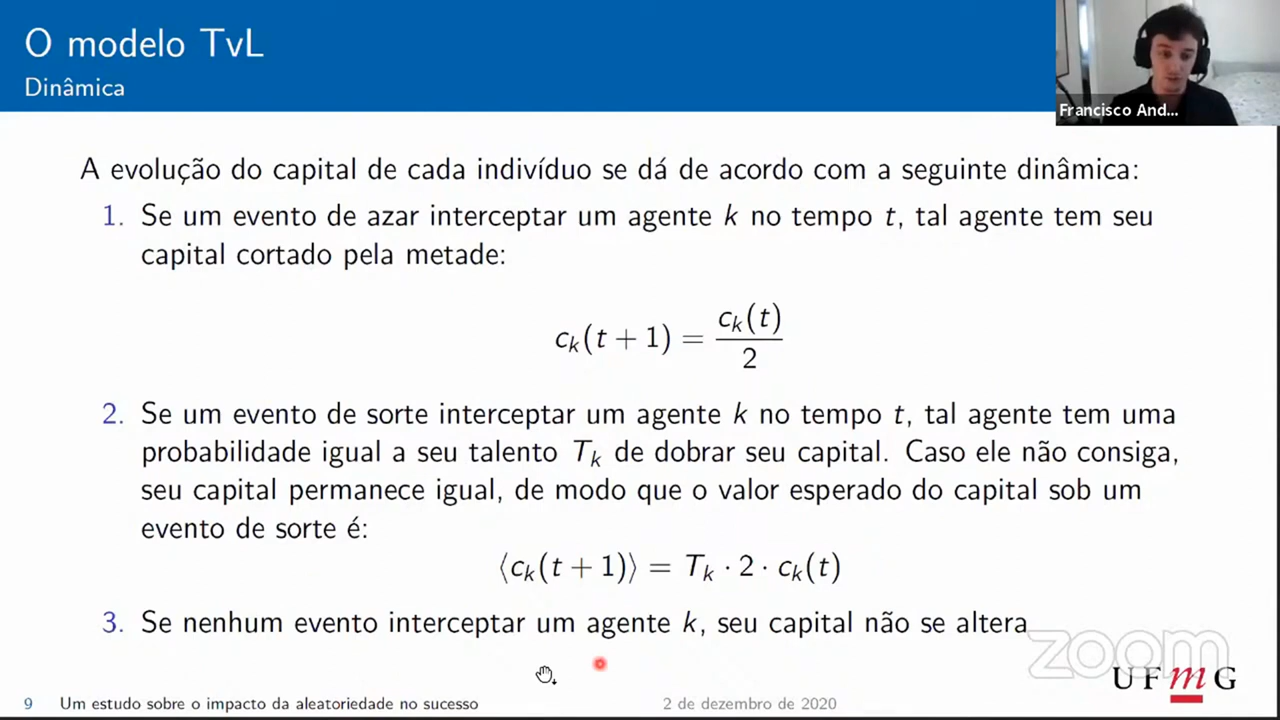 O modelo TvL
Dinâmica
Francisco And...
A evolução do capital de cada indivíduo se dá de acordo com a seguinte dinâmica:
1. Se um evento de azar interceptar um agente k no tempo t, tal agente tem seu
capital cortado pela metade:
c_k(t + 1) = c_k(t) / 2
2. Se um evento de sorte interceptar um agente k no tempo t, tal agente tem uma
probabilidade igual a seu talento T_k de dobrar seu capital. Caso ele não consiga,
seu capital permanece igual, de modo que o valor esperado do capital sob um
evento de sorte é:
⟨c_k(t + 1)⟩ = T_k · 2 · c_k(t)
3. Se nenhum evento interceptar um agente k, seu capital não se altera
zoom
UFmG
9 Um estudo sobre o impacto da aleatoriedade no sucesso 2 de dezembro de 2020